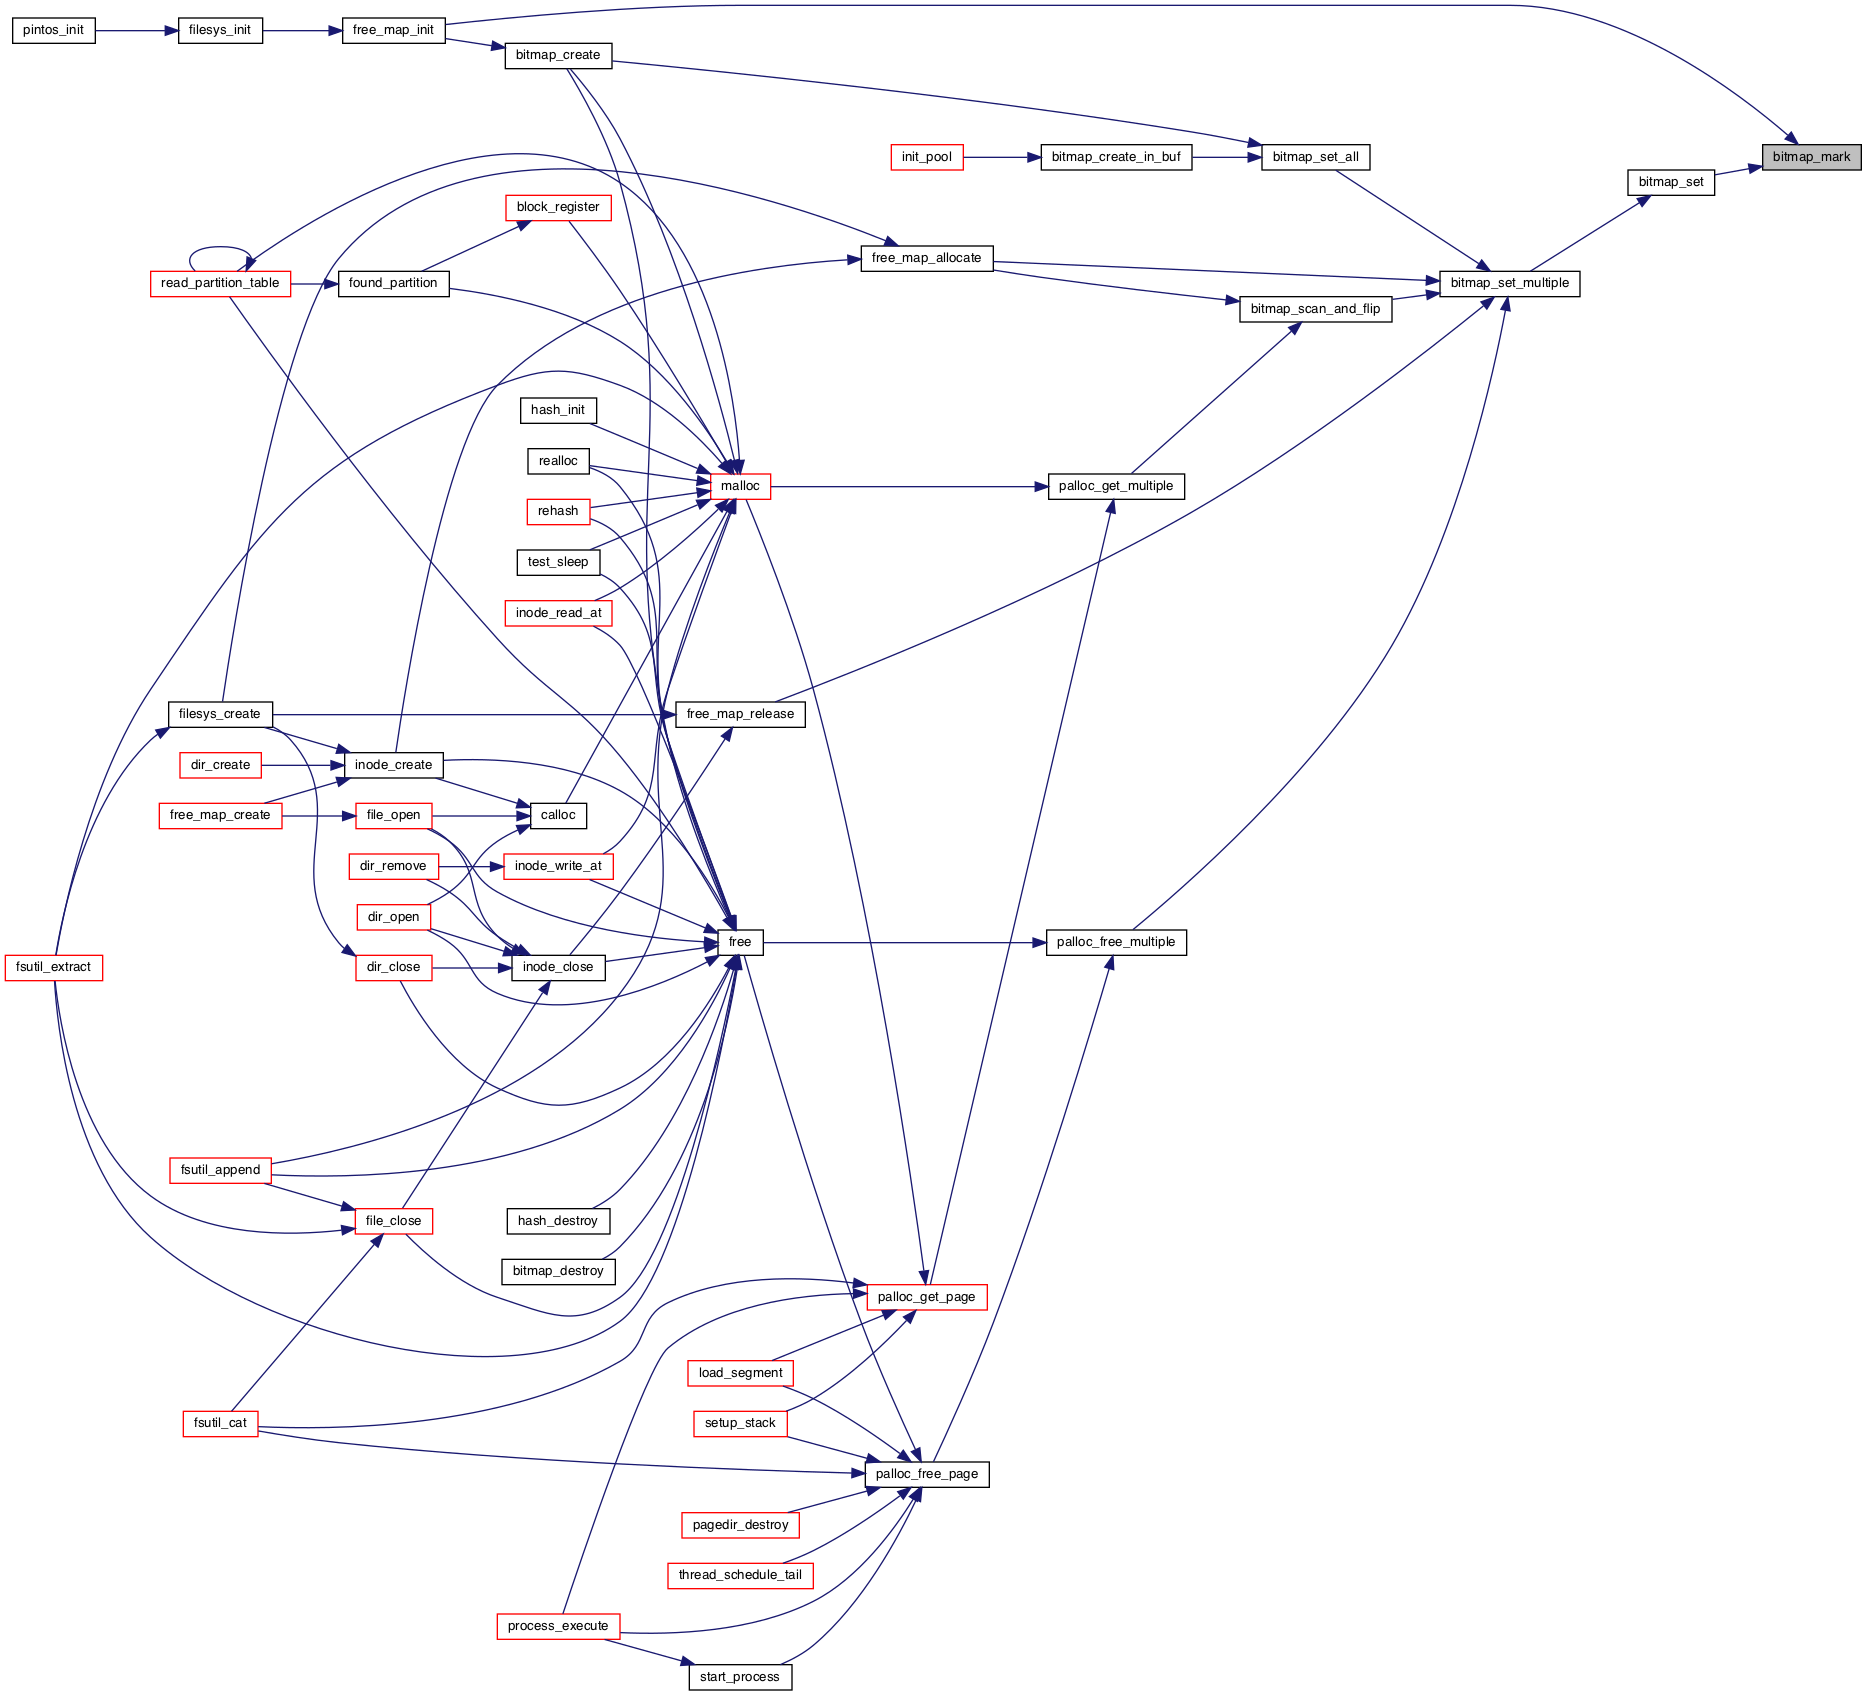 pintos_init
filesys_init
free_map_init
bitmap_create
init_pool
bitmap_create_in_buf
bitmap_set_all
bitmap_mark
bitmap_set
block_register
free_map_allocate
read_partition_table
found_partition
bitmap_set_multiple
bitmap_scan_and_flip
hash_init
realloc
malloc
palloc_get_multiple
rehash
test_sleep
inode_read_at
filesys_create
free_map_release
dir_create
inode_create
free_map_create
file_open
calloc
dir_remove
inode_write_at
dir_open
free
palloc_free_multiple
fsutil_extract
dir_close
inode_close
fsutil_append
file_close
hash_destroy
bitmap_destroy
palloc_get_page
load_segment
fsutil_cat
setup_stack
palloc_free_page
pagedir_destroy
thread_schedule_tail
process_execute
start_process